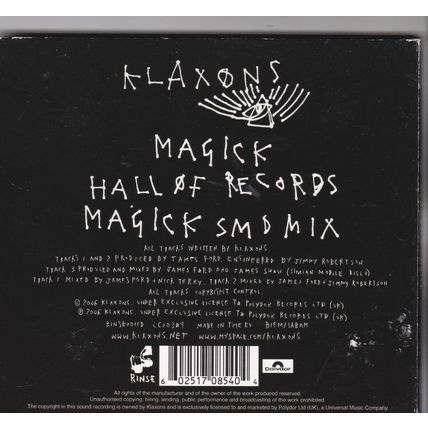 KLAXONS
MAGICK
HALL ØF RECORDS
MAGICK SMD MIX
ALL TRACKS WRITTEN BY KLAXONS.
TRACKS 1 AND 2 PRODUCED BY JAMES FORD. ENGINEERED BY JIMMY ROBERTSON
TRACK 3 PRODUCED AND MIXED BY JAMES FORD AND JAMES SHAW (SIMIAN MOBILE DISCO)
TRACK 1 MIXED BY JAMES FORD + NICK TERRY. TRACK 2 MIXED BY JAMES FORD + JIMMY ROBERTSON
ALL TRACKS COPYRIGHT CONTROL.
℗ 2006 KLAXONS. UNDER EXCLUSIVE LICENSE TO POLYDOR RECORDS LTD (UK)
© 2006 KLAXONS. UNDER EXCLUSIVE LICENSE TO POLYDOR RECORDS LTD (UK)
MADE IN THE EU BIEM/SABAM
WWW.KLAXONS.NET WWW.MYSPACE.COM/KLAXONS
RINSE
6 02517 08540 4
Polydor
All rights of the manufacturer and of the owner of the work produced reserved.
Unauthorised copying, hiring, lending, public performance and broadcasting of the work prohibited.
The copyright in this sound recording is owned by Klaxons and is exclusively licensed to and marketed by Polydor Ltd (UK), a Universal Music Company.